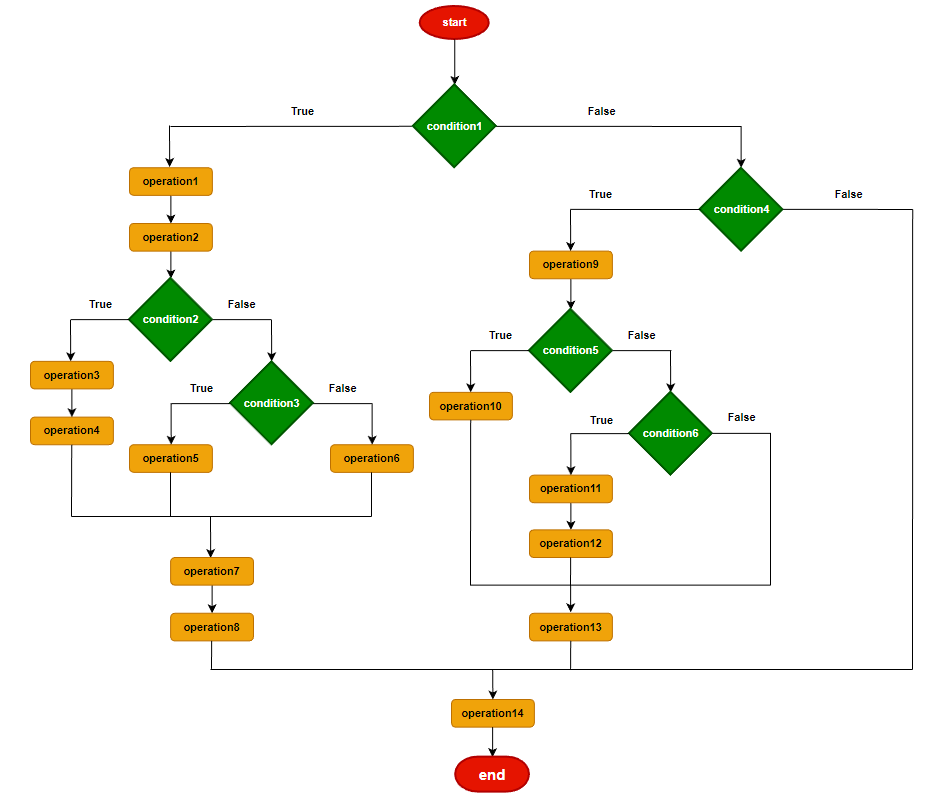 start
True
False
condition1
operation1
True
condition4
False
operation2
operation9
True
condition2
False
True
condition5
False
operation3
True
condition3
False
operation10
True
condition6
False
operation4
operation5
operation6
operation11
operation12
operation7
operation8
operation13
operation14
end